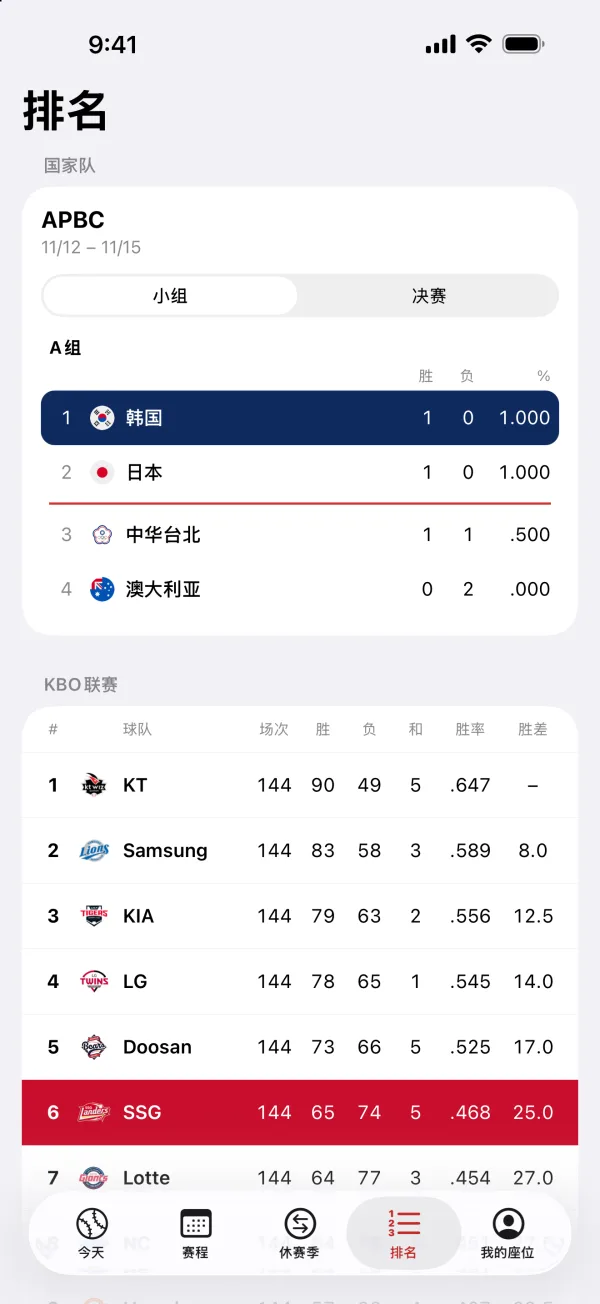 9:41
排名
国家队
APBC
11/12 – 11/15
小组 决赛
A组
胜 负 %
1 韩国 1 0 1.000
2 日本 1 0 1.000
3 中华台北 1 1 .500
4 澳大利亚 0 2 .000
KBO联赛
# 球队 场次 胜 负 和 胜率 胜差
1 KT 144 90 49 5 .647 –
2 Samsung 144 83 58 3 .589 8.0
3 KIA 144 79 63 2 .556 12.5
4 LG 144 78 65 1 .545 14.0
5 Doosan 144 73 66 5 .525 17.0
6 SSG 144 65 74 5 .468 25.0
7 Lotte 144 64 77 3 .454 27.0
今天 赛程 休赛季 排名 我的座位